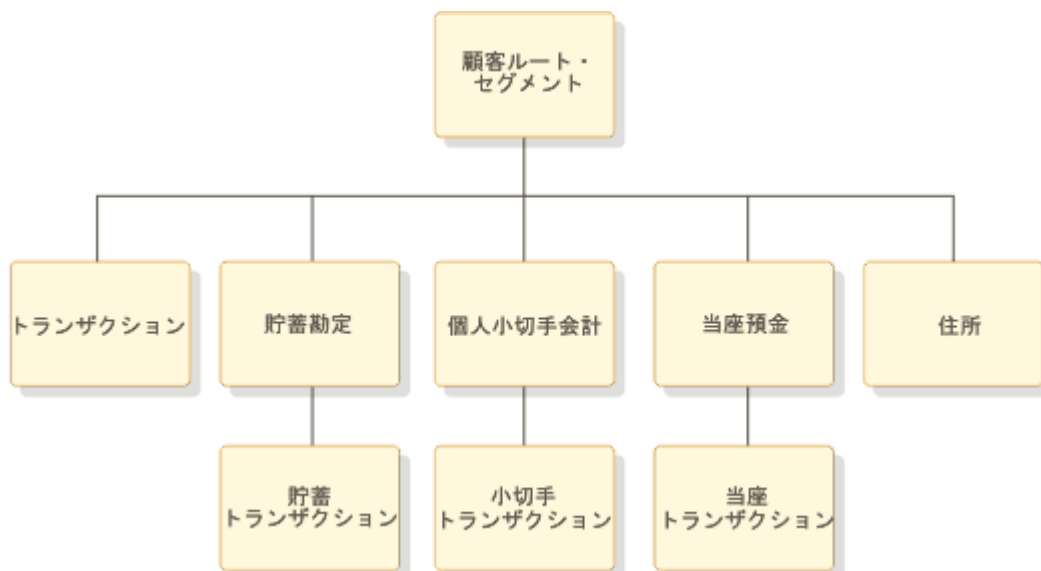 顧客ルート・
セグメント
トランザクション
貯蓄勘定
個人小切手会計
当座預金
住所
貯蓄
トランザクション
小切手
トランザクション
当座
トランザクション